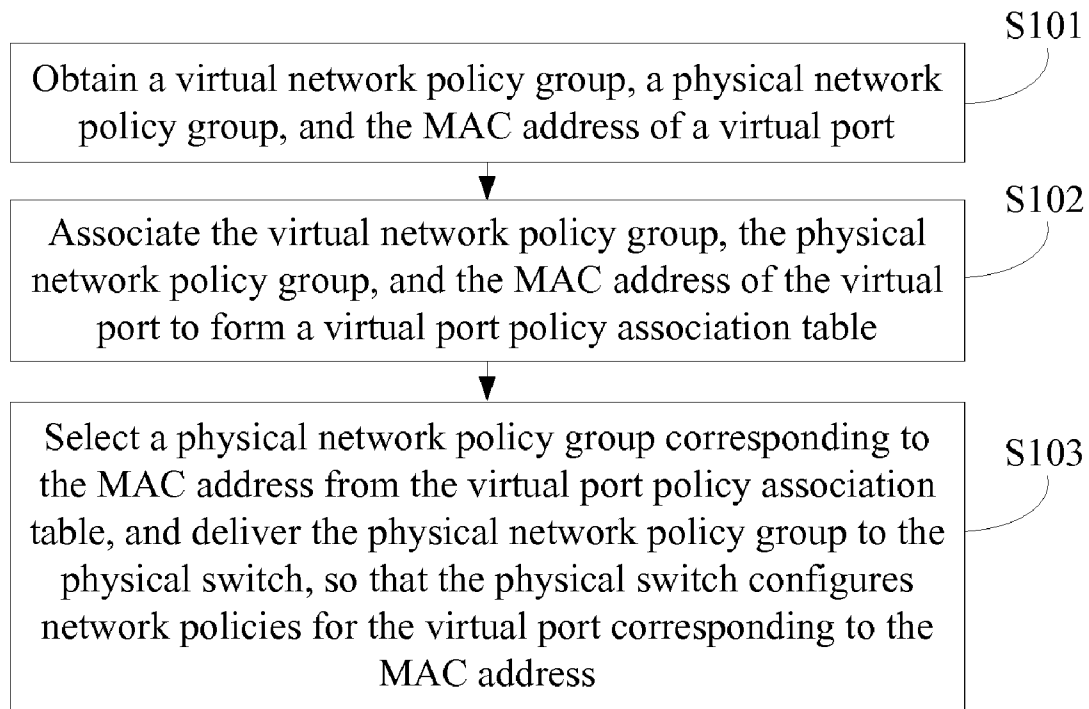 S101
Obtain a virtual network policy group, a physical network
policy group, and the MAC address of a virtual port
S102
Associate the virtual network policy group, the physical
network policy group, and the MAC address of the virtual
port to form a virtual port policy association table
S103
Select a physical network policy group corresponding to
the MAC address from the virtual port policy association
table, and deliver the physical network policy group to the
physical switch, so that the physical switch configures
network policies for the virtual port corresponding to the
MAC address